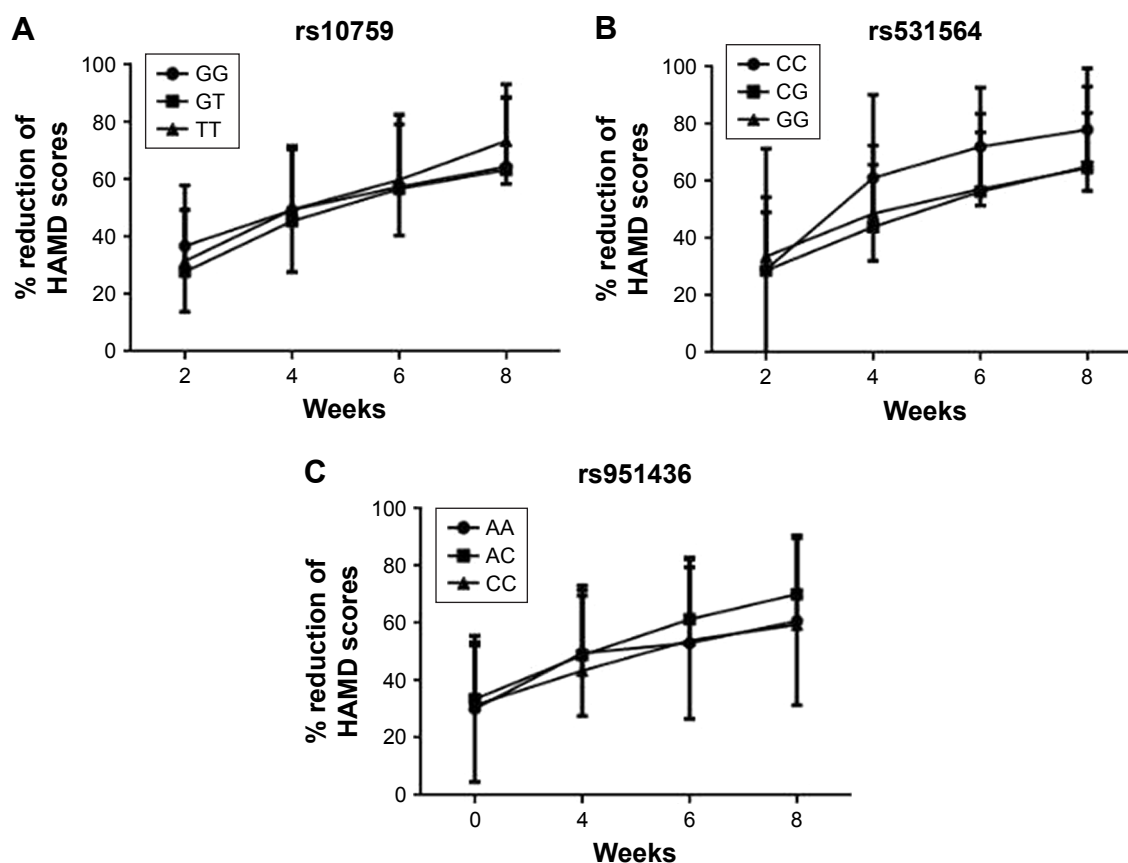 A
rs10759
% reduction of
HAMD scores
100
80
60
40
20
0
GG
GT
TT
2 4 6 8
Weeks
B
rs531564
% reduction of
HAMD scores
100
80
60
40
20
0
CC
CG
GG
2 4 6 8
Weeks
C
rs951436
% reduction of
HAMD scores
100
80
60
40
20
0
AA
AC
CC
0 4 6 8
Weeks